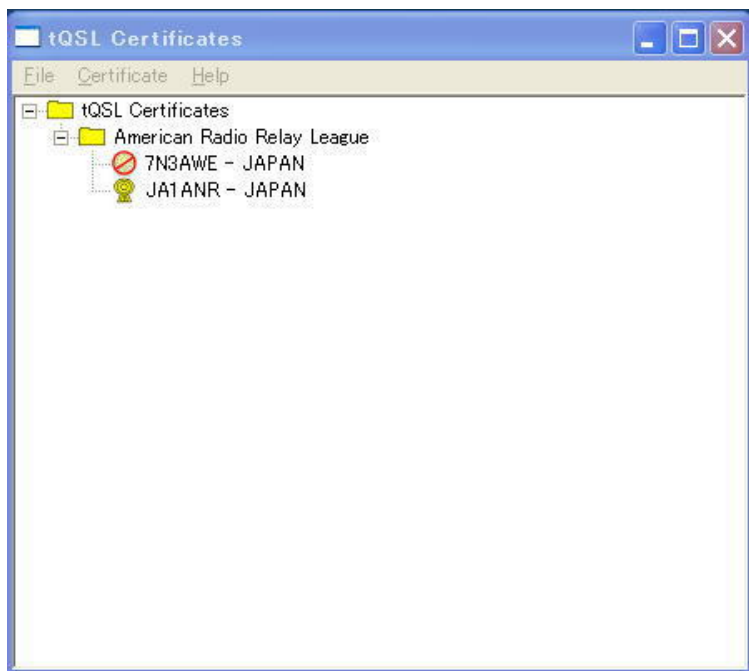 tQSL Certificates
File Certificate Help
tQSL Certificates
American Radio Relay League
7N3AWE - JAPAN
JA1ANR - JAPAN